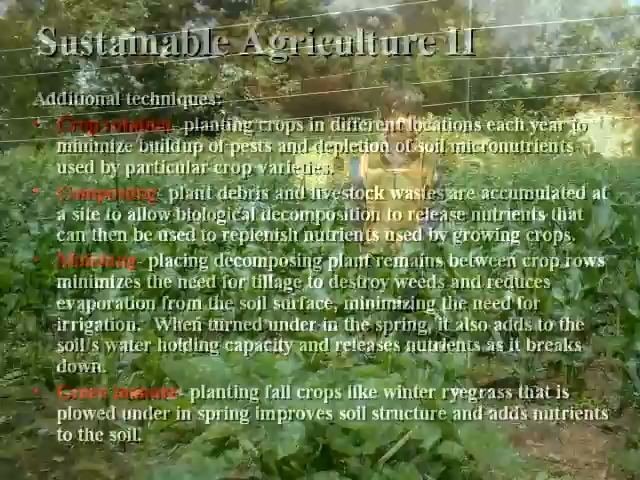 Sustainable Agriculture II
Additional techniques:
• Crop rotation- planting crops in different locations each year to
minimize buildup of pests and depletion of soil micronutrients
used by particular crop varieties.
• Composting- plant debris and livestock wastes are accumulated at
a site to allow biological decomposition to release nutrients that
can then be used to replenish nutrients used by growing crops.
• Mulching- placing decomposing plant remains between crop rows
minimizes the need for tillage to destroy weeds and reduces
evaporation from the soil surface, minimizing the need for
irrigation. When turned under in the spring, it also adds to the
soil's water holding capacity and releases nutrients as it breaks
down.
• Green manure- planting fall crops like winter ryegrass that is
plowed under in spring improves soil structure and adds nutrients
to the soil.